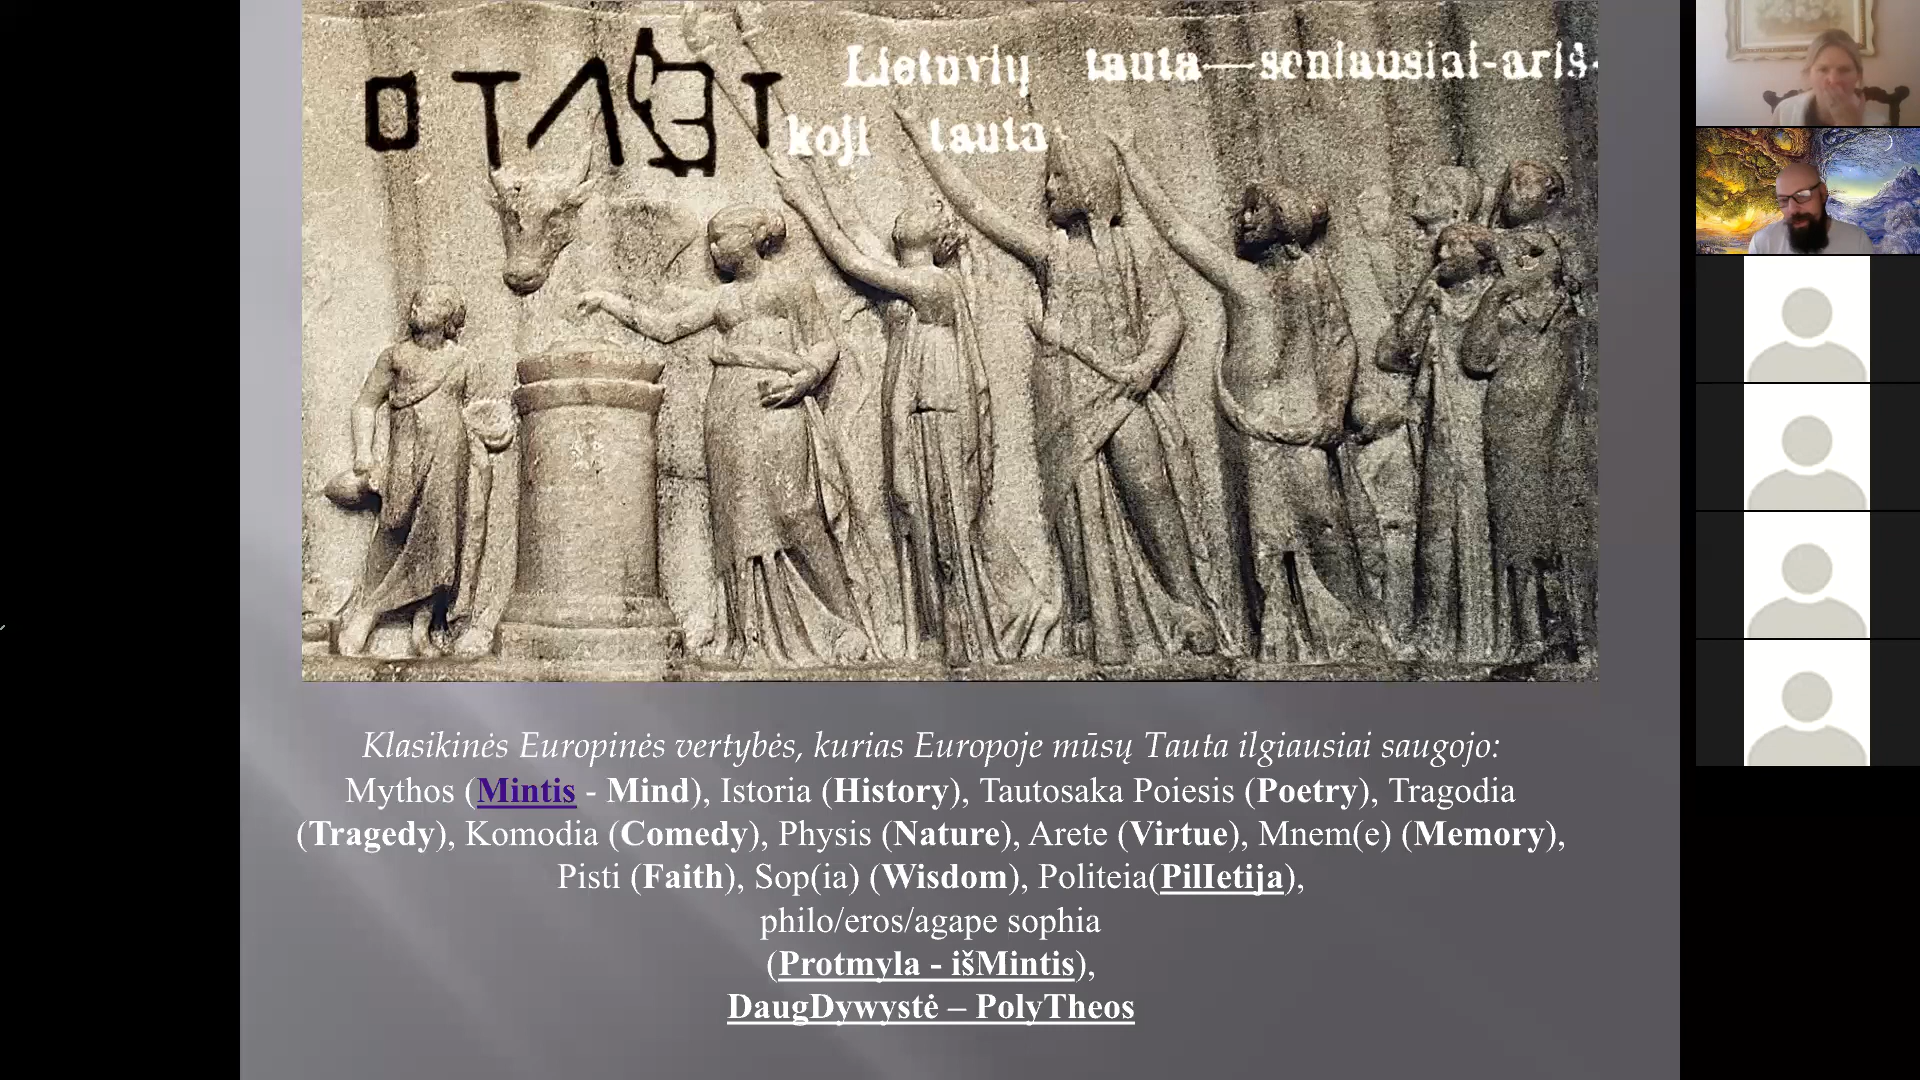 Lietuvių tauta—seniausiai-ariš-
koji tauta
Klasikinės Europinės vertybės, kurias Europoje mūsų Tauta ilgiausiai saugojo:
Mythos (Mintis - Mind), Istoria (History), Tautosaka Poiesis (Poetry), Tragodia
(Tragedy), Komodia (Comedy), Physis (Nature), Arete (Virtue), Mnem(e) (Memory),
Pisti (Faith), Sop(ia) (Wisdom), Politeia(PilIetija),
philo/eros/agape sophia
(Protmyla - išMintis),
DaugDywystė – PolyTheos